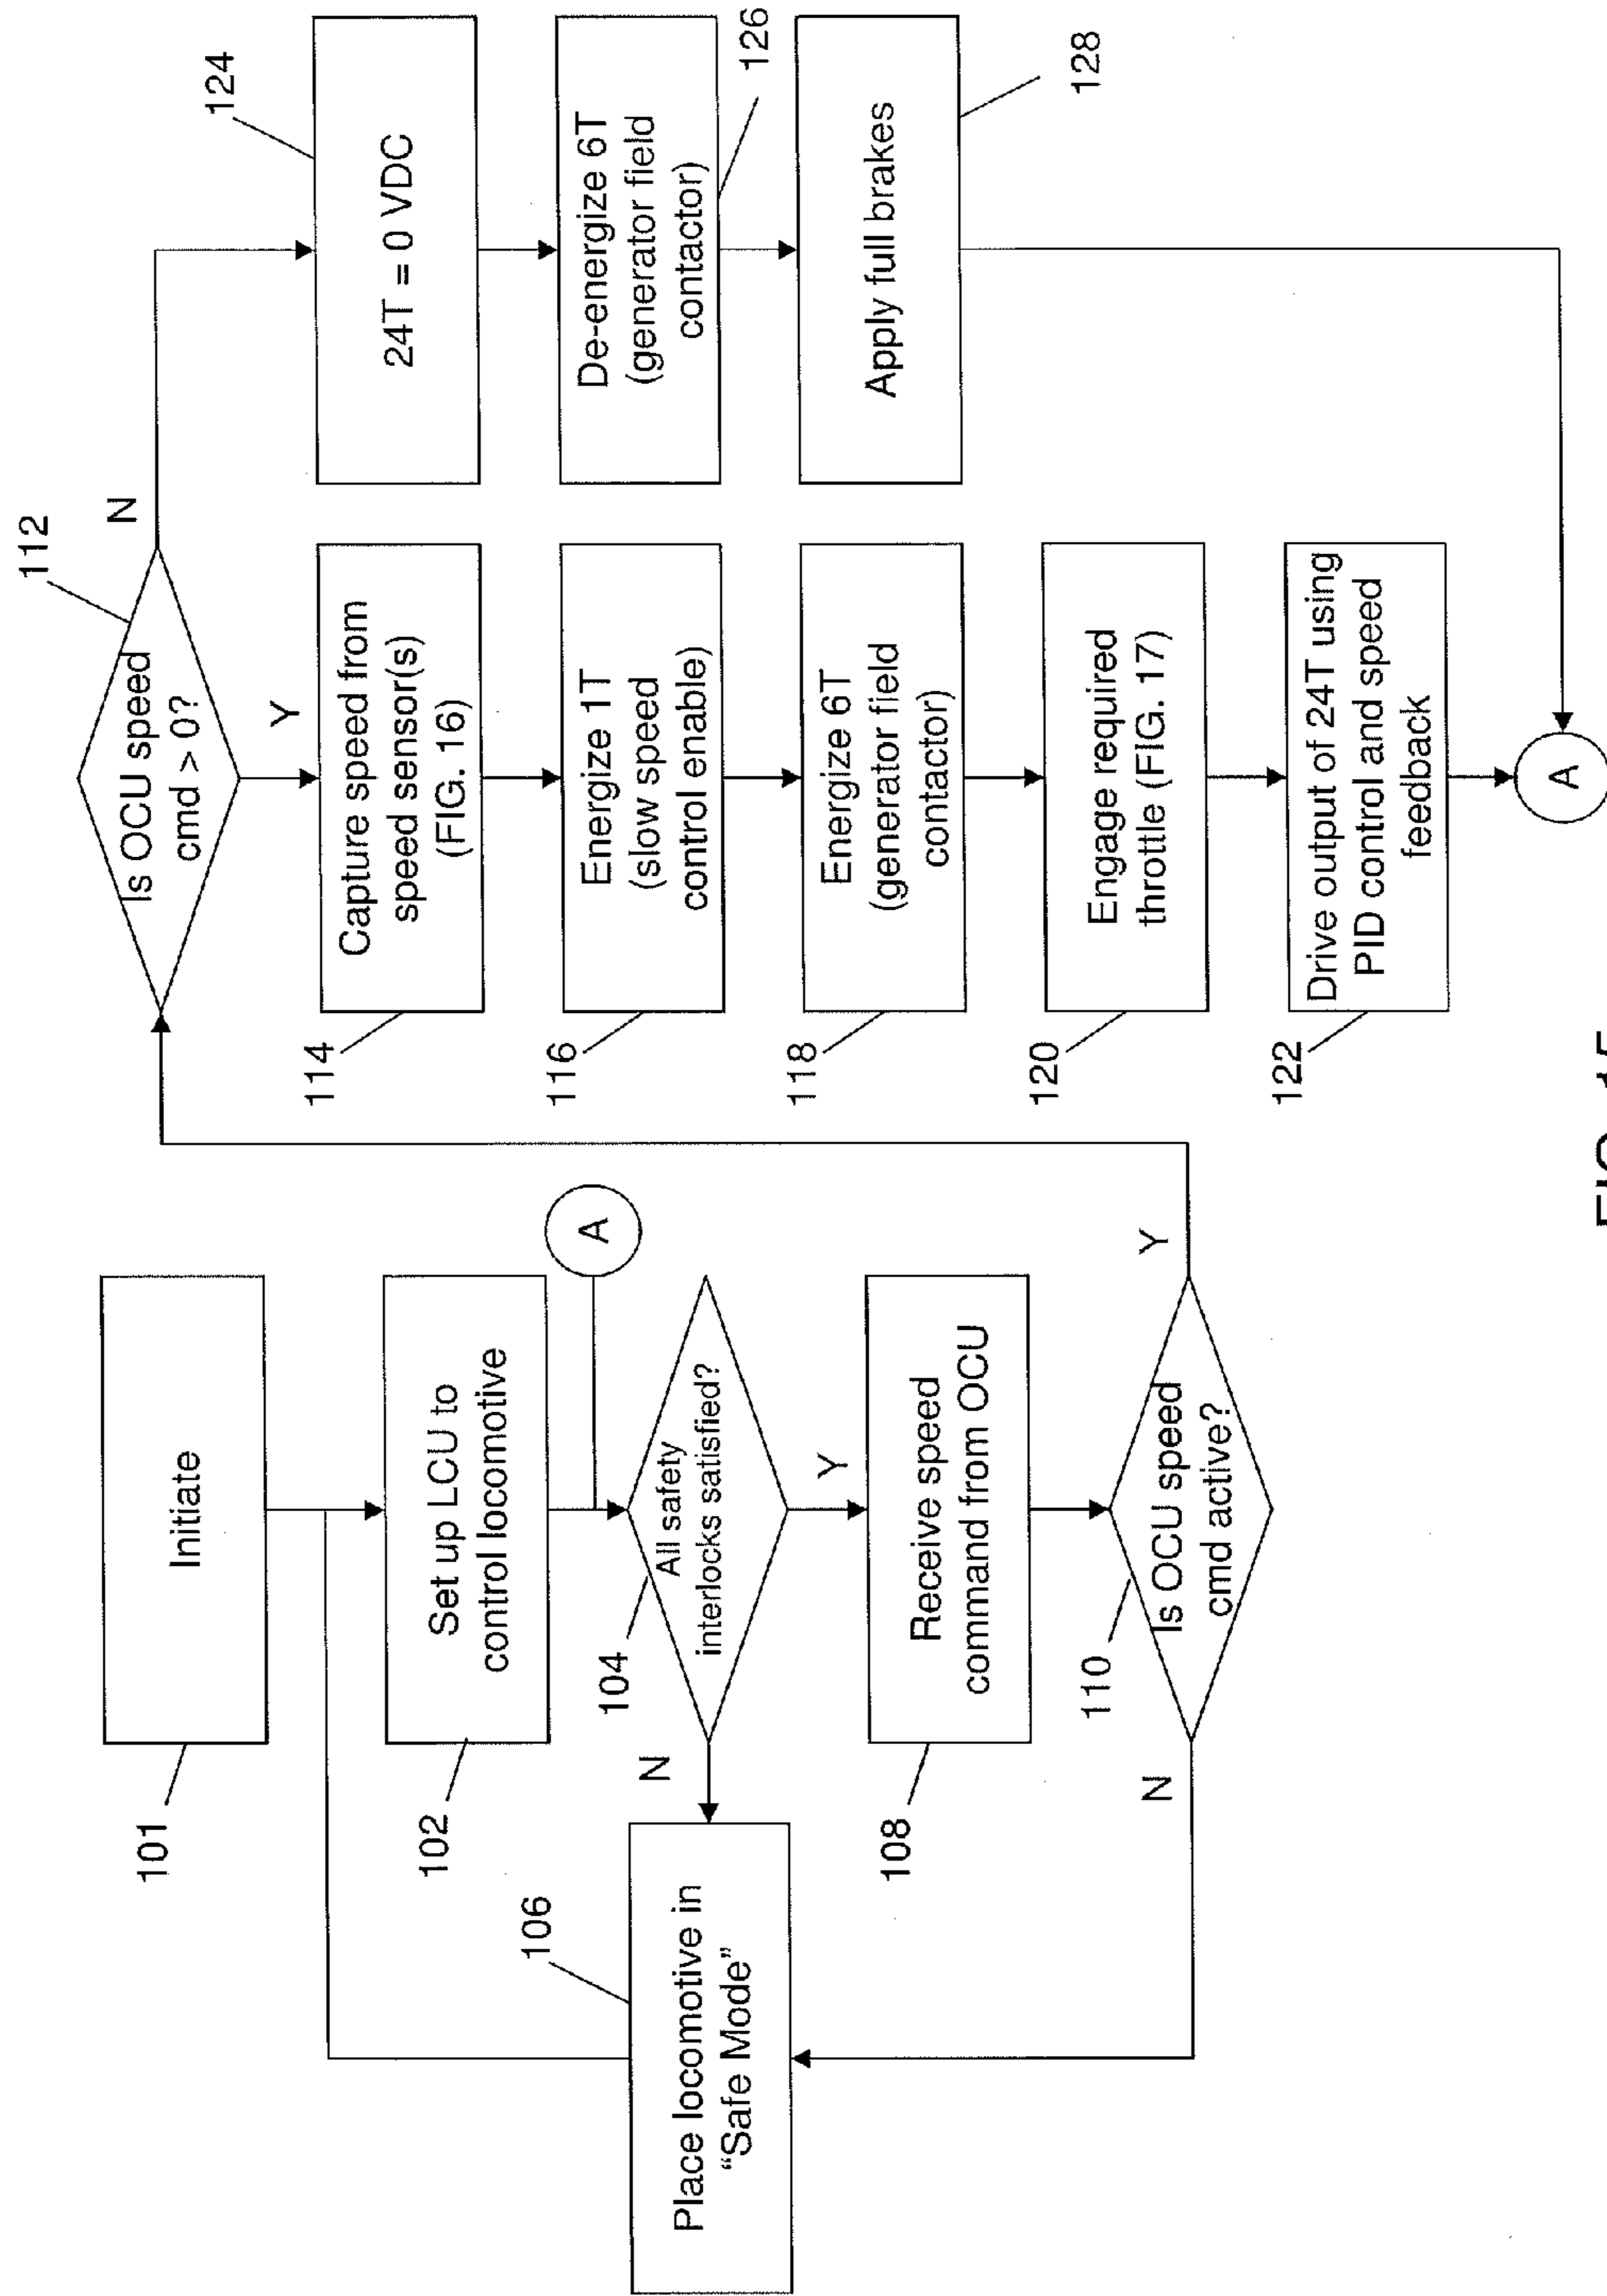 Initiate
101
Set up LCU to
control locomotive
102
A
All safety
interlocks satisfied?
104
N
Y
Place locomotive in
“Safe Mode”
106
Receive speed
command from OCU
108
Is OCU speed
cmd active?
110
N
Y
Is OCU speed
cmd > 0?
112
N
Y
Capture speed from
speed sensor(s)
(FIG. 16)
114
Energize 1T
(slow speed
control enable)
116
Energize 6T
(generator field
contactor)
118
Engage required
throttle (FIG. 17)
120
Drive output of 24T using
PID control and speed
feedback
122
A
24T = 0 VDC
124
De-energize 6T
(generator field
contactor)
126
Apply full brakes
128